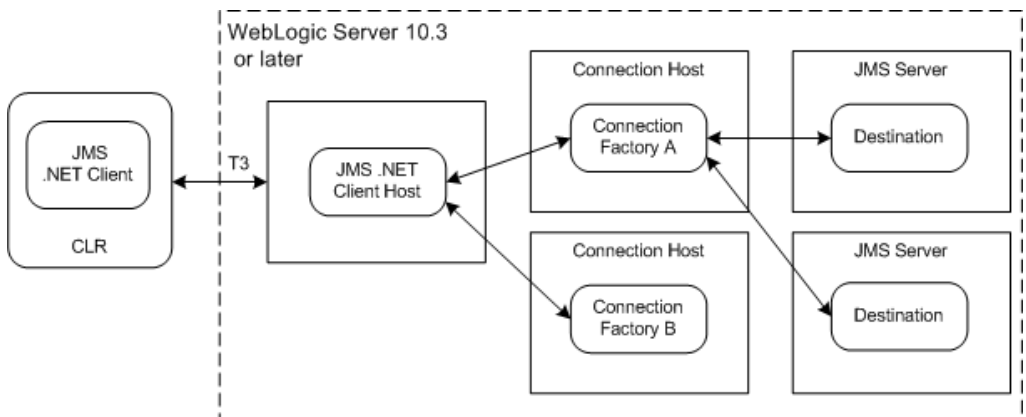 WebLogic Server 10.3
or later
JMS
.NET Client
CLR
T3
JMS .NET
Client Host
Connection Host
Connection
Factory A
JMS Server
Destination
Connection Host
Connection
Factory B
JMS Server
Destination